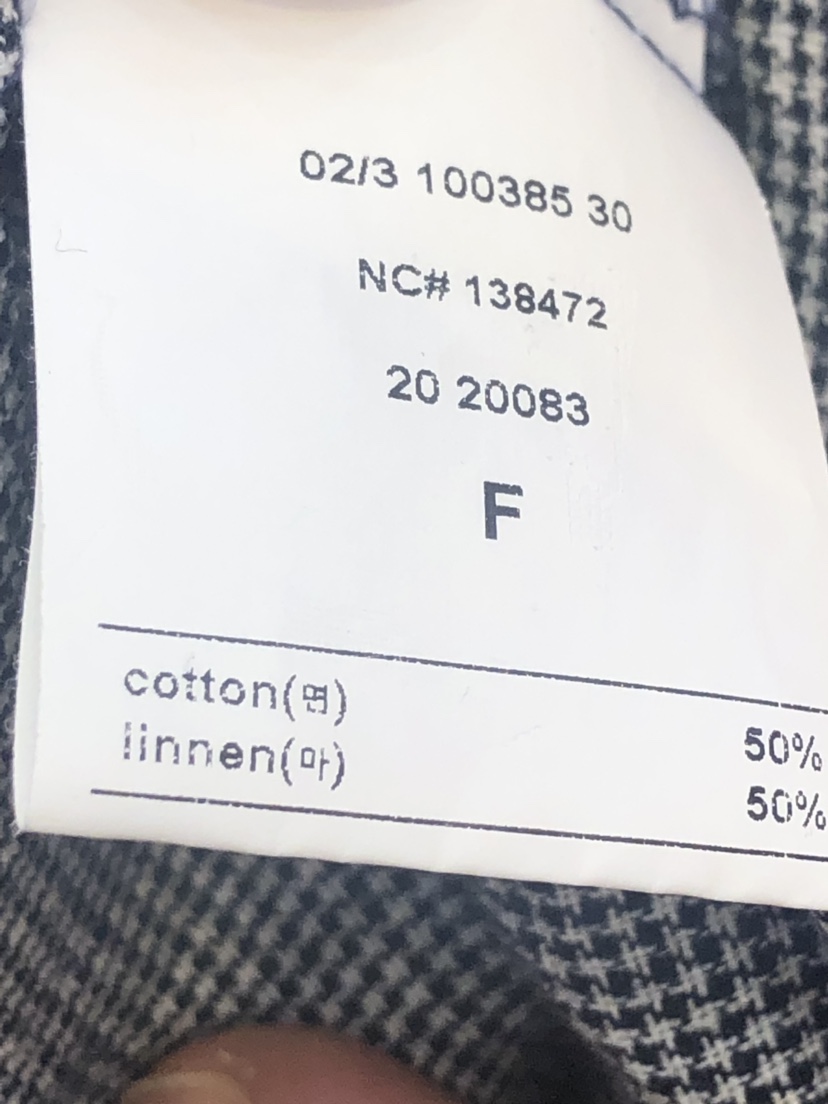 02/3 100385 30
NC# 138472
20 20083
F
cotton(면) 50%
linnen(마) 50%